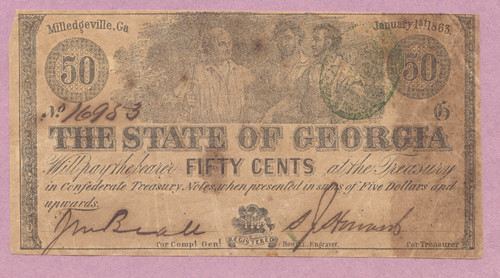 Milledgeville, Ga January 1st 1863
50 50
No 16953 G
THE STATE OF GEORGIA
Will pay the bearer FIFTY CENTS at the Treasury
in Confederate Treasury Notes, when presented in sums of Five Dollars and
upwards.
REGISTERED
For Compl. Genl. Engraver. For Treasurer